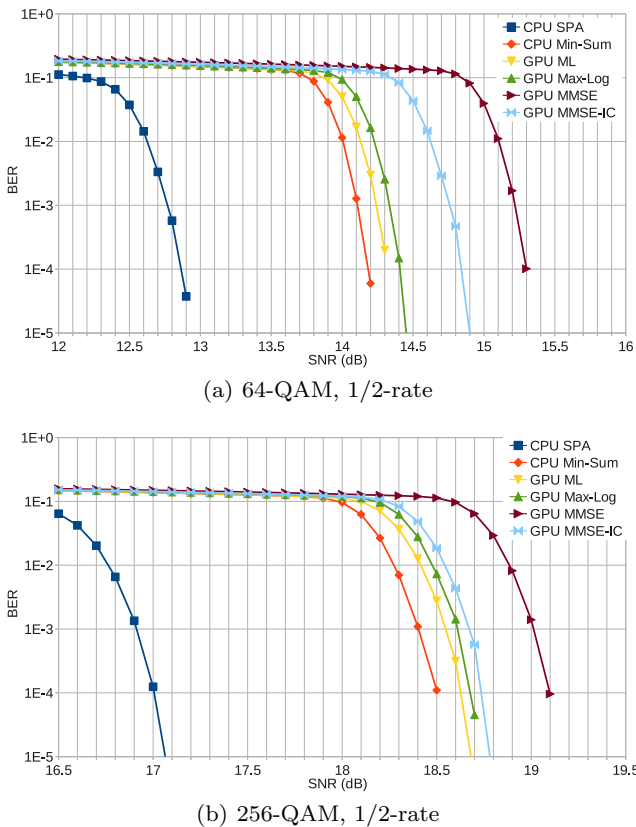 1E+0
1E-1
1E-2
1E-3
1E-4
1E-5
BER
12
12.5
13
13.5
14
14.5
15
15.5
16
SNR (dB)
CPU SPA
CPU Min-Sum
GPU ML
GPU Max-Log
GPU MMSE
GPU MMSE-IC
(a) 64-QAM, 1/2-rate
1E+0
1E-1
1E-2
1E-3
1E-4
1E-5
BER
16.5
17
17.5
18
18.5
19
19.5
SNR (dB)
CPU SPA
CPU Min-Sum
GPU ML
GPU Max-Log
GPU MMSE
GPU MMSE-IC
(b) 256-QAM, 1/2-rate